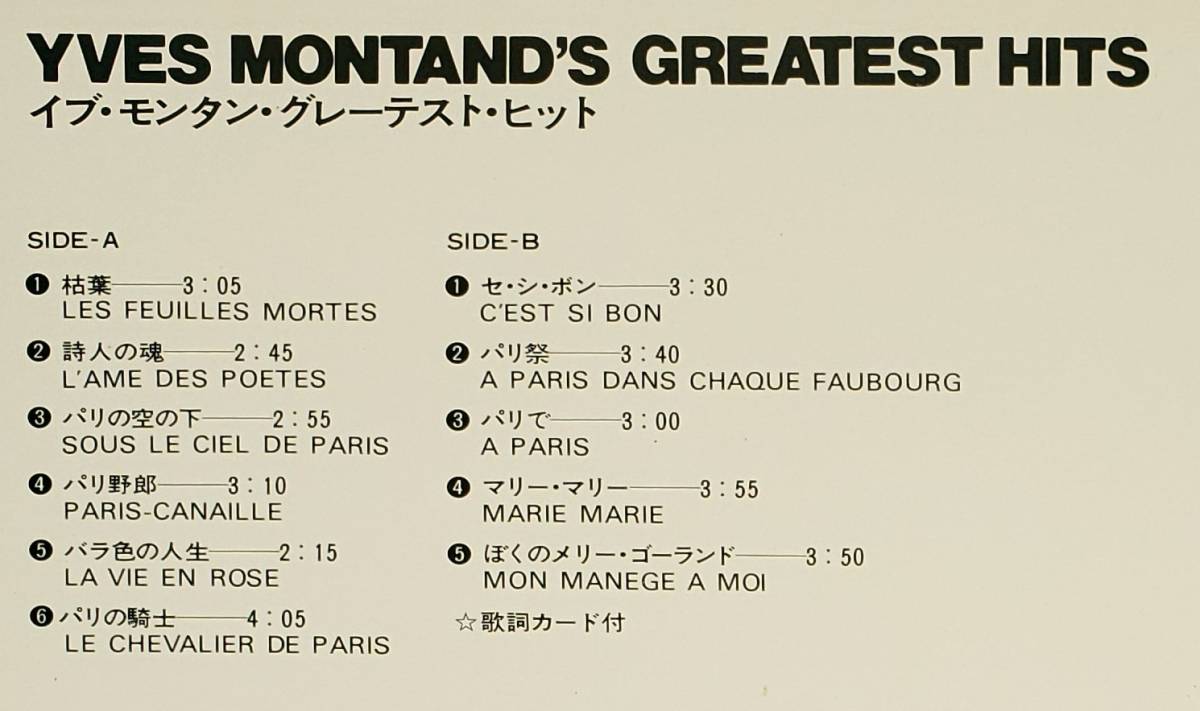 YVES MONTAND'S GREATEST HITS
イブ・モンタン・グレーテスト・ヒット
SIDE-A
❶ 枯葉―――3：05
LES FEUILLES MORTES
❷ 詩人の魂―――2：45
L'AME DES POETES
❸ パリの空の下―――2：55
SOUS LE CIEL DE PARIS
❹ パリ野郎―――3：10
PARIS-CANAILLE
❺ バラ色の人生―――2：15
LA VIE EN ROSE
❻ パリの騎士―――4：05
LE CHEVALIER DE PARIS
SIDE-B
❶ セ・シ・ボン―――3：30
C'EST SI BON
❷ パリ祭―――3：40
A PARIS DANS CHAQUE FAUBOURG
❸ パリで―――3：00
A PARIS
❹ マリー・マリー―――3：55
MARIE MARIE
❺ ぼくのメリー・ゴーランド―――3：50
MON MANEGE A MOI
☆歌詞カード付